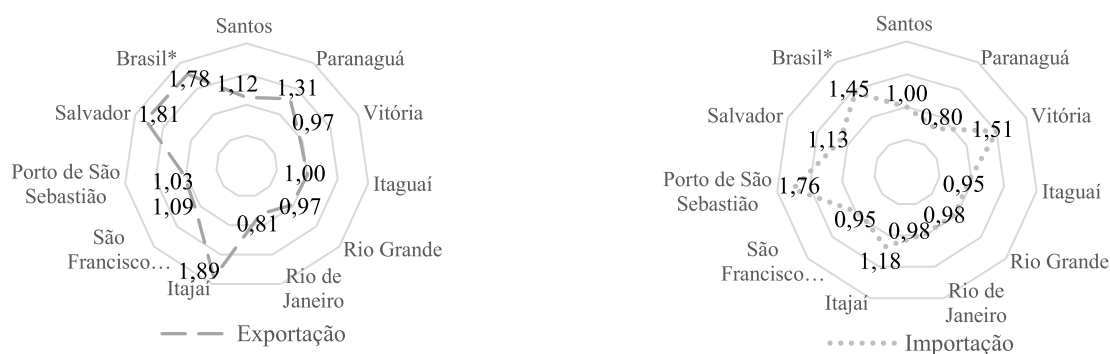 Santos
Brasil*
Paranaguá
1,78
1,12
1,31
Salvador
1,81
0,97
Vitória
Porto de São
Sebastião
1,03
1,00
Itaguaí
1,09
0,97
0,81
São
Francisco…
Rio Grande
1,89
Itajaí
Rio de
Janeiro
Exportação
Santos
Brasil*
Paranaguá
1,45
1,00
0,80
Salvador
1,13
1,51
Vitória
Porto de São
Sebastião
1,76
0,95
Itaguaí
0,95
0,98
0,98
São
Francisco…
1,18
Rio Grande
Itajaí
Rio de
Janeiro
Importação